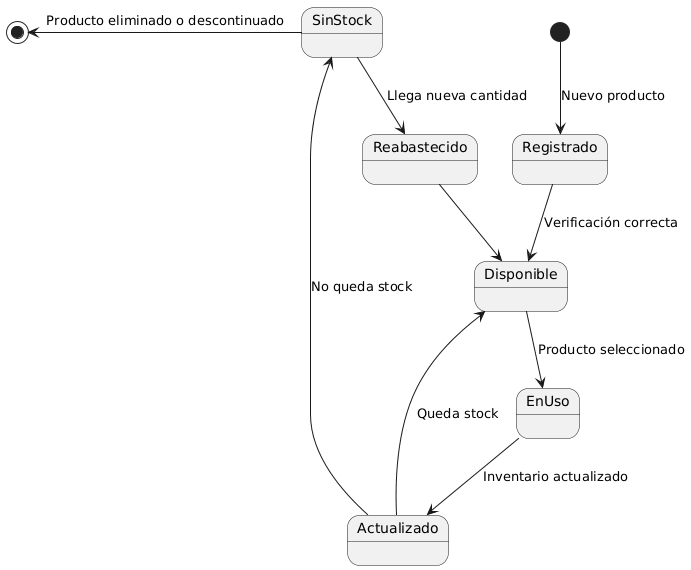 Producto eliminado o descontinuado
SinStock
Llega nueva cantidad
Nuevo producto
Reabastecido
Registrado
Verificación correcta
Disponible
No queda stock
Producto seleccionado
EnUso
Queda stock
Inventario actualizado
Actualizado